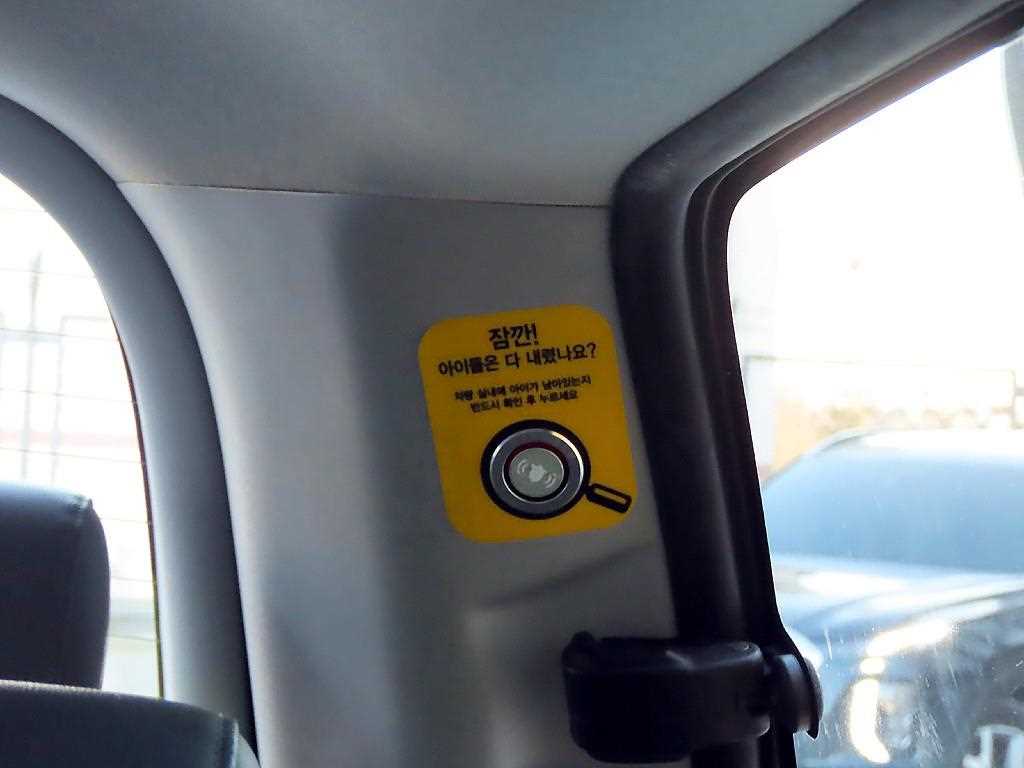 잠깐!
아이들은 다 내렸나요?
차량 실내에 아이가 남아있는지
반드시 확인 후 누르세요